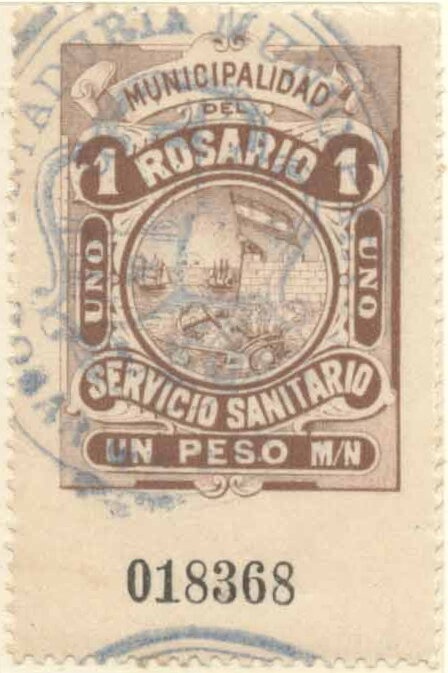 MUNICIPALIDAD
DEL
ROSARIO
1 1
UNO UNO
SERVICIO SANITARIO
UN PESO M/N
018368